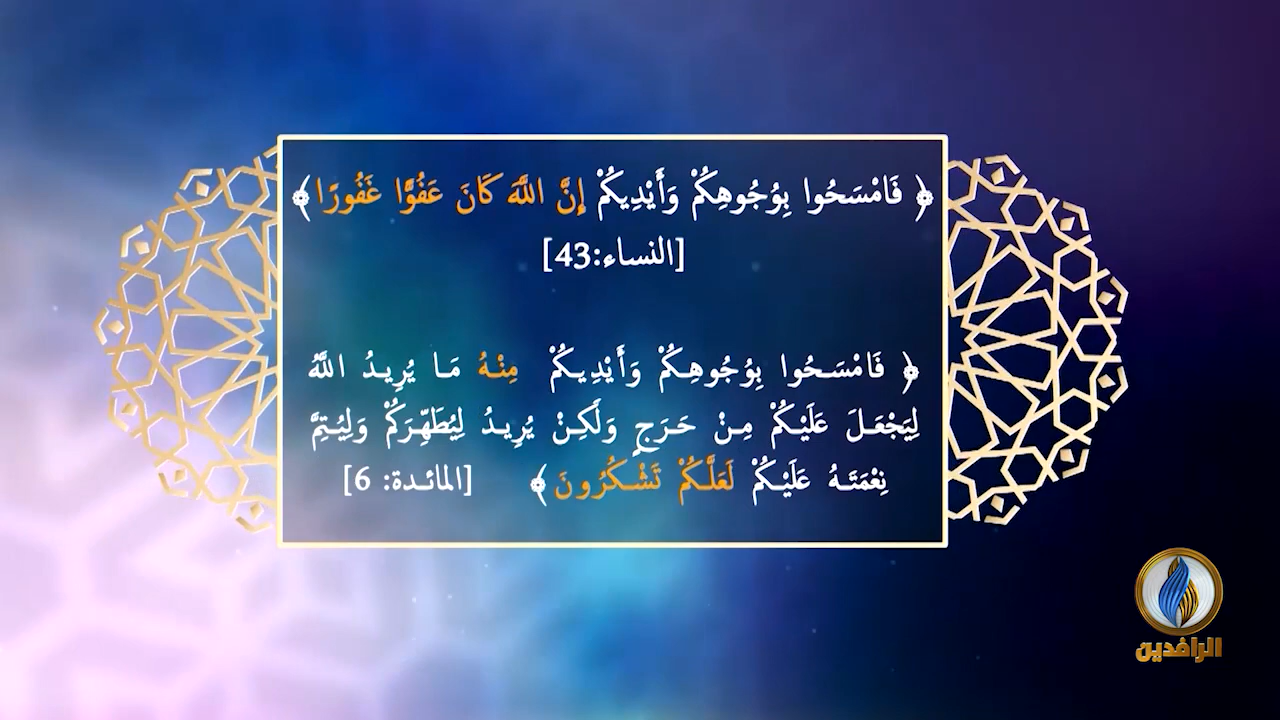 ﴿ فَامْسَحُوا بِوُجُوهِكُمْ وَأَيْدِيكُمْ إِنَّ اللَّهَ كَانَ عَفُوًّا غَفُورًا ﴾
[النساء:43]
﴿ فَامْسَحُوا بِوُجُوهِكُمْ وَأَيْدِيكُمْ مِنْهُ مَا يُرِيدُ اللَّهُ
لِيَجْعَلَ عَلَيْكُمْ مِنْ حَرَجٍ وَلَكِنْ يُرِيدُ لِيُطَهِّرَكُمْ وَلِيُتِمَّ
نِعْمَتَهُ عَلَيْكُمْ لَعَلَّكُمْ تَشْكُرُونَ ﴾ [المائدة: 6]
الرافدين